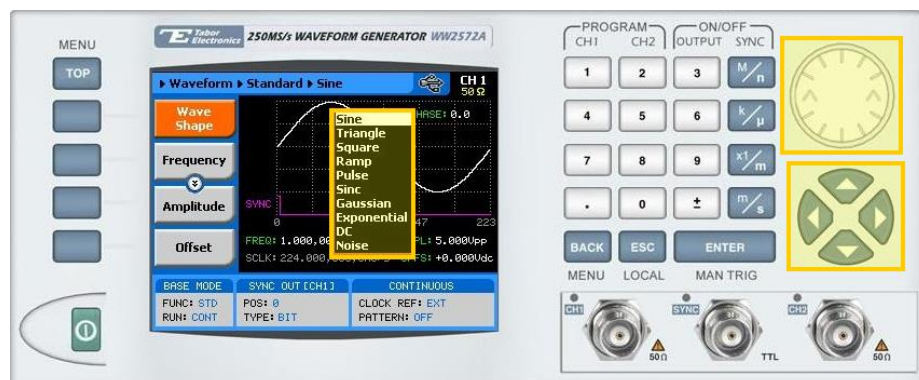 MENU
TOP
Tabor Electronics 250MS/s WAVEFORM GENERATOR WW2572A
Waveform Standard Sine
CH 1
50 Ω
Wave Shape
Frequency
Amplitude
Offset
HASE: 0.0
Sine
Triangle
Square
Ramp
Pulse
Sinc
Gaussian
Exponential
DC
Noise
SYNC
0
47
223
FREQ: 1.000,00
PL: 5.000Vpp
SCLK: 224.000,
FS: +0.000Vdc
BASE MODE
FUNC: STD
RUN: CONT
SYNC OUT [CH1]
POS: 0
TYPE: BIT
CONTINUOUS
CLOCK REF: EXT
PATTERN: OFF
PROGRAM
CH1 CH2
ON/OFF
OUTPUT SYNC
1 2 3 M/n
4 5 6 k/µ
7 8 9 x1/m
. 0 ± m/s
BACK ESC ENTER
MENU LOCAL MAN TRIG
CH1 SYNC CH2
50Ω TTL 50Ω